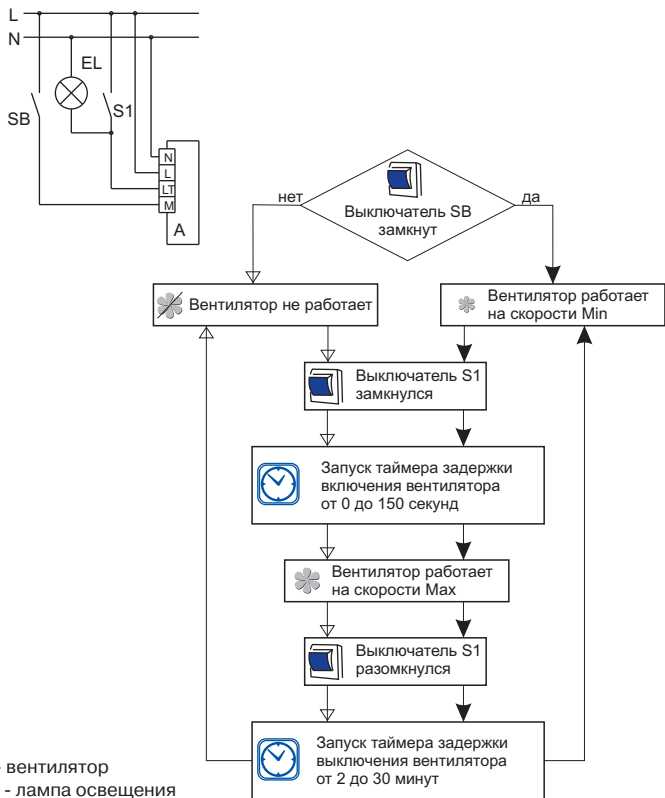 L
N
EL
SB
S1
N
L
LT
M
A
нет
да
Выключатель SB
замкнут
Вентилятор не работает
Вентилятор работает
на скорости Min
Выключатель S1
замкнулся
Запуск таймера задержки
включения вентилятора
от 0 до 150 секунд
Вентилятор работает
на скорости Max
Выключатель S1
разомкнулся
Запуск таймера задержки
выключения вентилятора
от 2 до 30 минут
- вентилятор
- лампа освещения